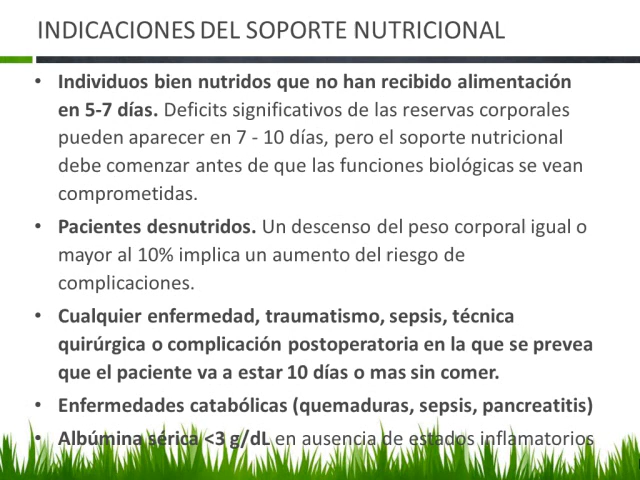 INDICACIONES DEL SOPORTE NUTRICIONAL
• Individuos bien nutridos que no han recibido alimentación
en 5-7 días. Deficits significativos de las reservas corporales
pueden aparecer en 7 - 10 días, pero el soporte nutricional
debe comenzar antes de que las funciones biológicas se vean
comprometidas.
• Pacientes desnutridos. Un descenso del peso corporal igual o
mayor al 10% implica un aumento del riesgo de
complicaciones.
• Cualquier enfermedad, traumatismo, sepsis, técnica
quirúrgica o complicación postoperatoria en la que se prevea
que el paciente va a estar 10 días o mas sin comer.
• Enfermedades catabólicas (quemaduras, sepsis, pancreatitis)
• Albúmina sérica <3 g/dL en ausencia de estados inflamatorios